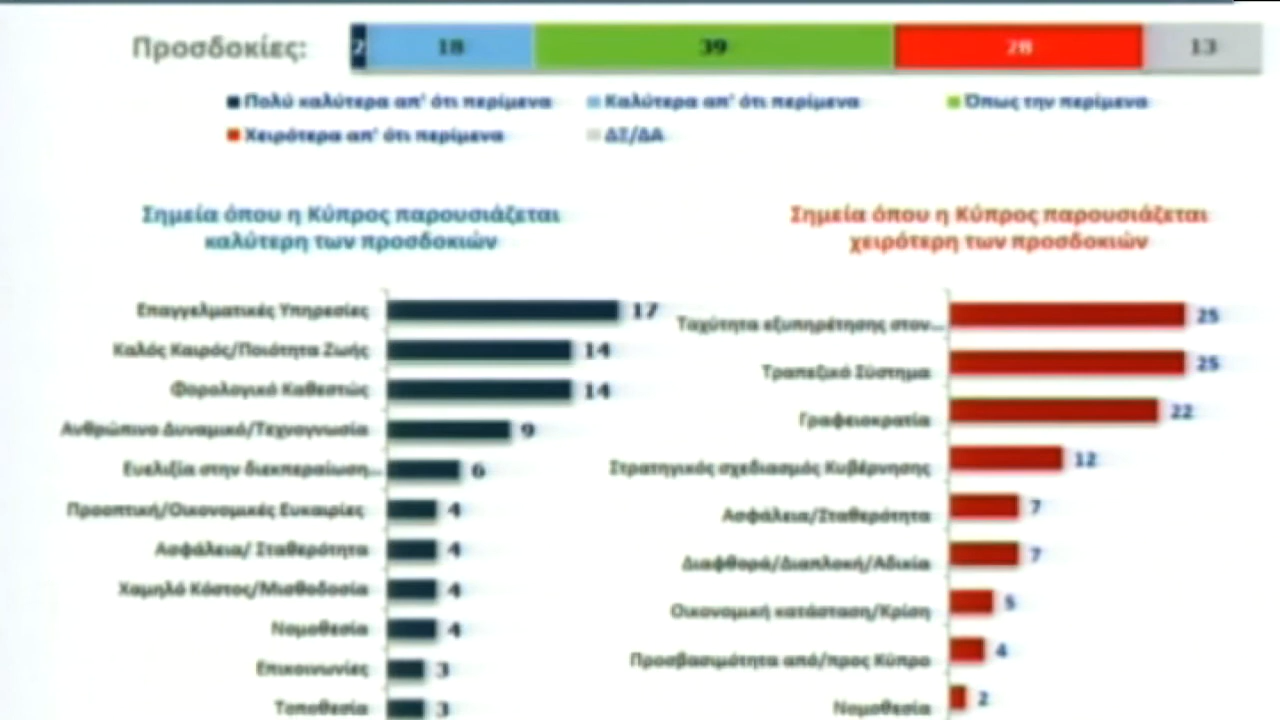 Προσδοκίες:
2 18 39 28 13
Πολύ καλύτερα απ' ότι περίμενα
Καλύτερα απ' ότι περίμενα
Όπως την περίμενα
Χειρότερα απ' ότι περίμενα
ΔΞ/ΔΑ
Σημεία όπου η Κύπρος παρουσιάζεται
καλύτερη των προσδοκιών
Επαγγελματικές Υπηρεσίες 17
Καλός Καιρός/Ποιότητα Ζωής 14
Φορολογικό Καθεστώς 14
Ανθρώπινο Δυναμικό/Τεχνογνωσία 9
Ευελιξία στην διεκπεραίωση... 6
Προοπτική/Οικονομικές Ευκαιρίες 4
Ασφάλεια/ Σταθερότητα 4
Χαμηλό Κόστος/Μισθοδοσία 4
Νομοθεσία 4
Επικοινωνίες 3
Τοποθεσία 3
Σημεία όπου η Κύπρος παρουσιάζεται
χειρότερη των προσδοκιών
Ταχύτητα εξυπηρέτησης στον... 25
Τραπεζικό Σύστημα 25
Γραφειοκρατία 22
Στρατηγικός σχεδιασμός Κυβέρνησης 12
Ασφάλεια/Σταθερότητα 7
Διαφθορά/Διαπλοκή/Αδικία 7
Οικονομική κατάσταση/Κρίση 5
Προσβασιμότητα από/προς Κύπρο 4
Νομοθεσία 2